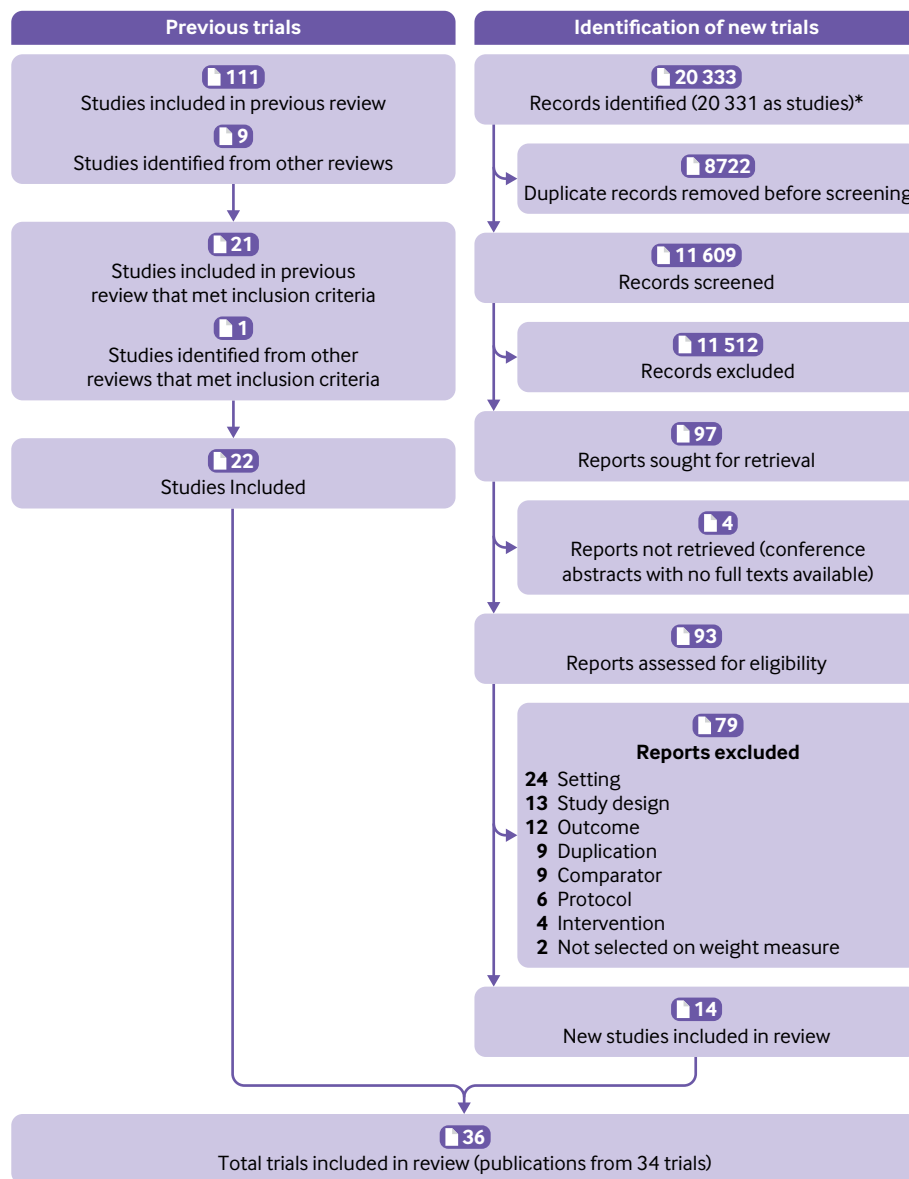 Previous trials
111
Studies included in previous review
9
Studies identified from other reviews
21
Studies included in previous
review that met inclusion criteria
1
Studies identified from other
reviews that met inclusion criteria
22
Studies Included
Identification of new trials
20 333
Records identified (20 331 as studies)*
8722
Duplicate records removed before screening
11 609
Records screened
11 512
Records excluded
97
Reports sought for retrieval
4
Reports not retrieved (conference
abstracts with no full texts available)
93
Reports assessed for eligibility
79
Reports excluded
24 Setting
13 Study design
12 Outcome
9 Duplication
9 Comparator
6 Protocol
4 Intervention
2 Not selected on weight measure
14
New studies included in review
36
Total trials included in review (publications from 34 trials)